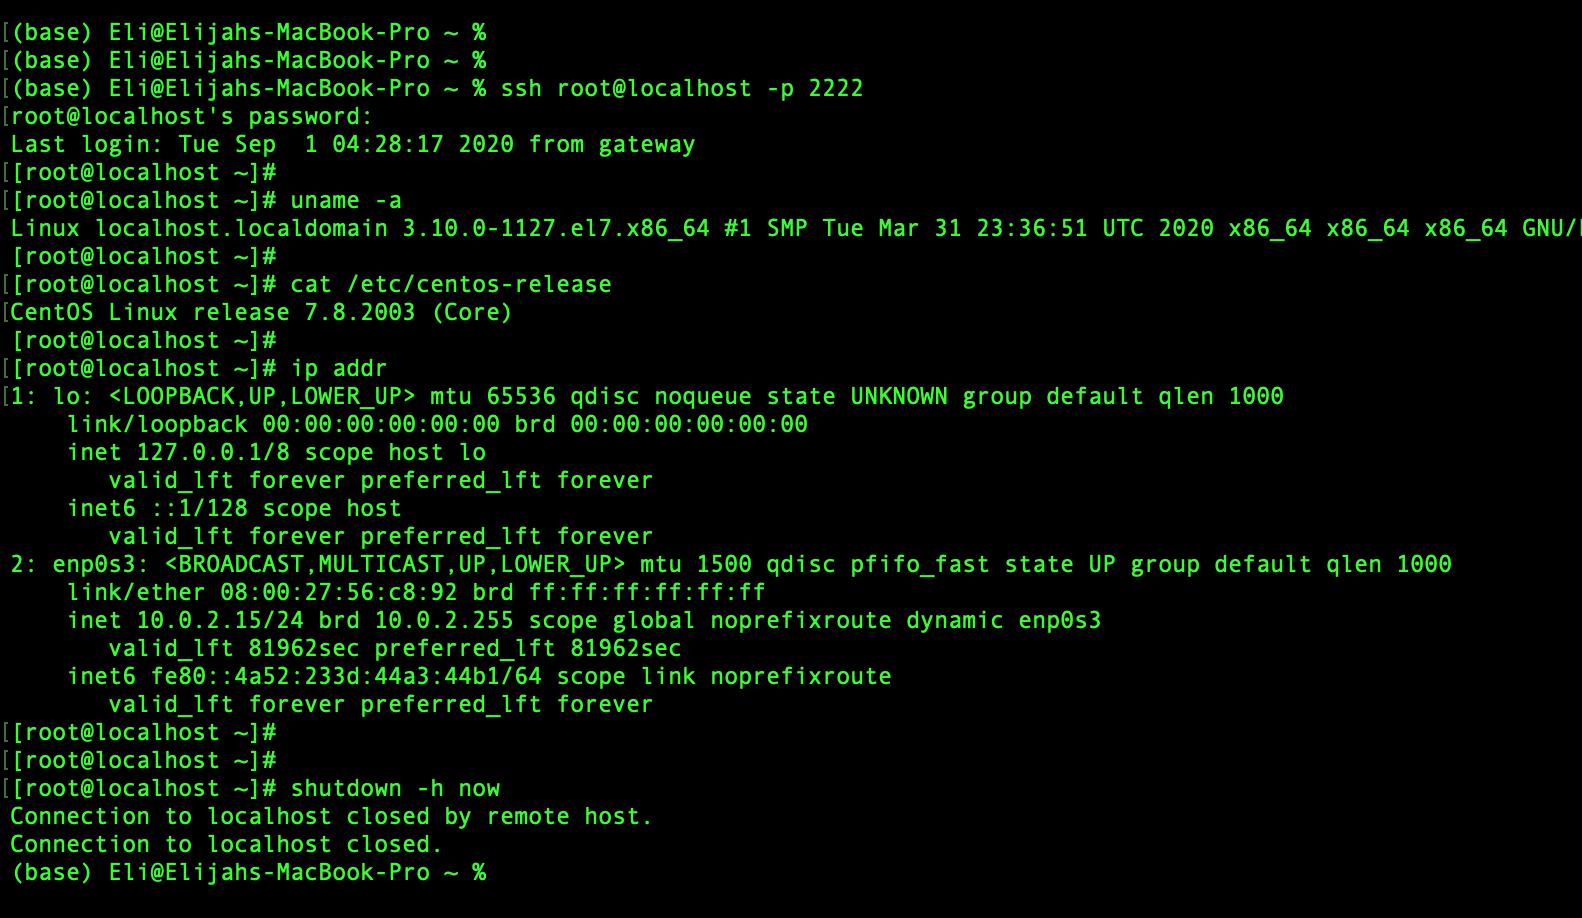 [(base) Eli@Elijahs-MacBook-Pro ~ %
[(base) Eli@Elijahs-MacBook-Pro ~ %
[(base) Eli@Elijahs-MacBook-Pro ~ % ssh root@localhost -p 2222
[root@localhost's password:
Last login: Tue Sep  1 04:28:17 2020 from gateway
[[root@localhost ~]#
[[root@localhost ~]# uname -a
Linux localhost.localdomain 3.10.0-1127.el7.x86_64 #1 SMP Tue Mar 31 23:36:51 UTC 2020 x86_64 x86_64 x86_64 GNU/
[root@localhost ~]#
[[root@localhost ~]# cat /etc/centos-release
[CentOS Linux release 7.8.2003 (Core)
[root@localhost ~]#
[[root@localhost ~]# ip addr
[1: lo: <LOOPBACK,UP,LOWER_UP> mtu 65536 qdisc noqueue state UNKNOWN group default qlen 1000
    link/loopback 00:00:00:00:00:00 brd 00:00:00:00:00:00
    inet 127.0.0.1/8 scope host lo
       valid_lft forever preferred_lft forever
    inet6 ::1/128 scope host
       valid_lft forever preferred_lft forever
2: enp0s3: <BROADCAST,MULTICAST,UP,LOWER_UP> mtu 1500 qdisc pfifo_fast state UP group default qlen 1000
    link/ether 08:00:27:56:c8:92 brd ff:ff:ff:ff:ff:ff
    inet 10.0.2.15/24 brd 10.0.2.255 scope global noprefixroute dynamic enp0s3
       valid_lft 81962sec preferred_lft 81962sec
    inet6 fe80::4a52:233d:44a3:44b1/64 scope link noprefixroute
       valid_lft forever preferred_lft forever
[[root@localhost ~]#
[[root@localhost ~]#
[[root@localhost ~]# shutdown -h now
Connection to localhost closed by remote host.
Connection to localhost closed.
(base) Eli@Elijahs-MacBook-Pro ~ %